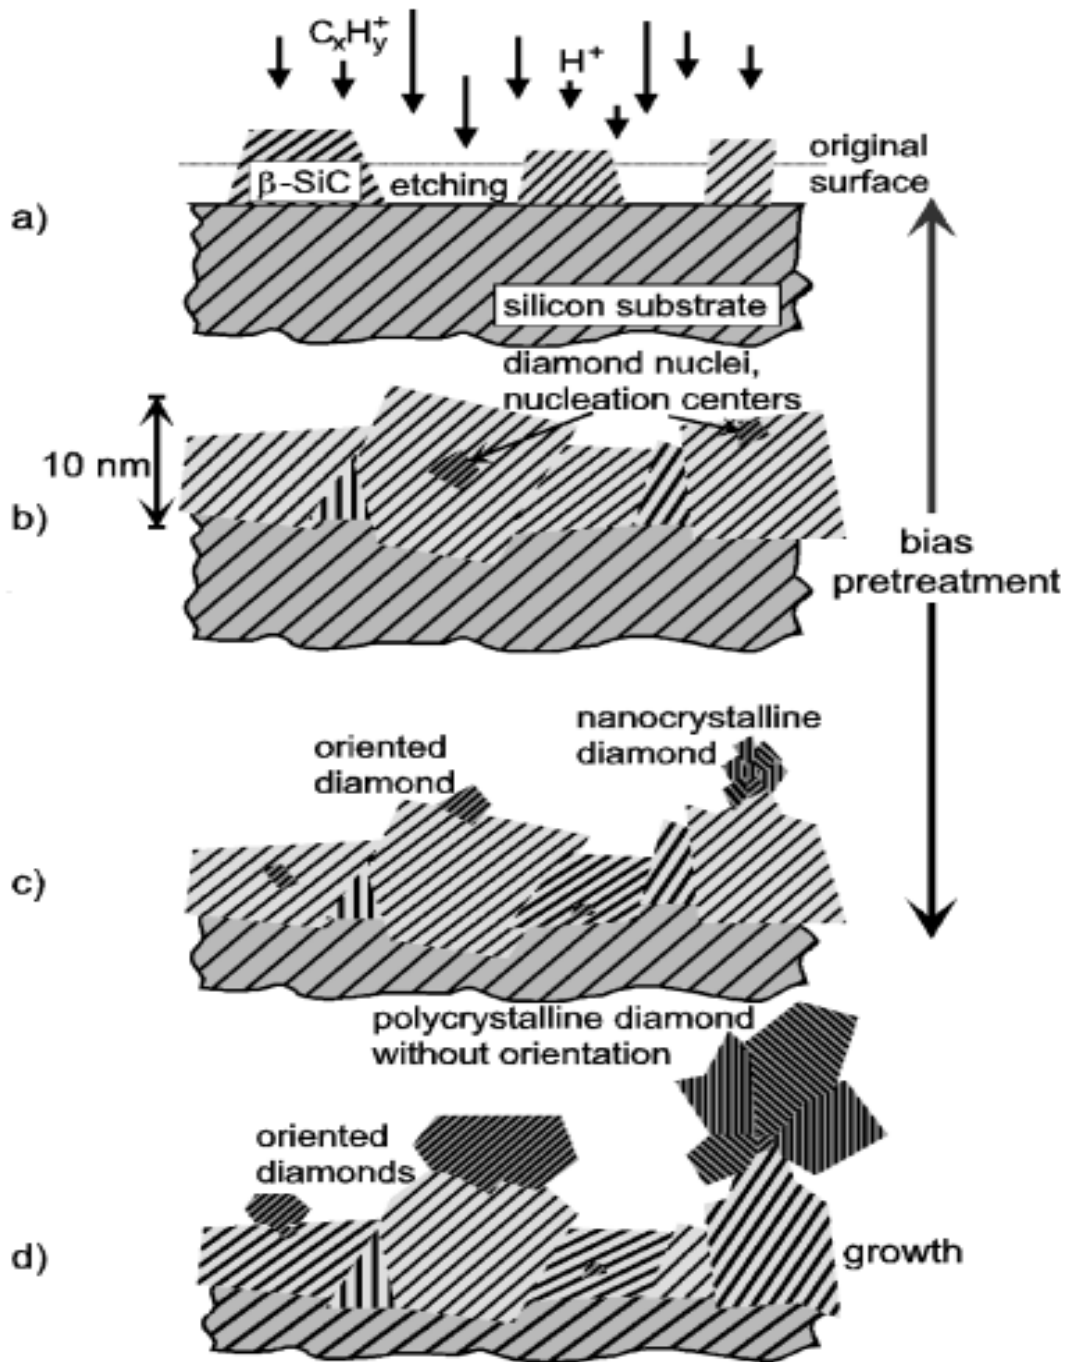 CₓHᵧ⁺
H⁺
original
surface
β-SiC
etching
a)
silicon substrate
diamond nuclei,
nucleation centers
10 nm
b)
bias
pretreatment
nanocrystalline
diamond
oriented
diamond
c)
polycrystalline diamond
without orientation
oriented
diamonds
d)
growth